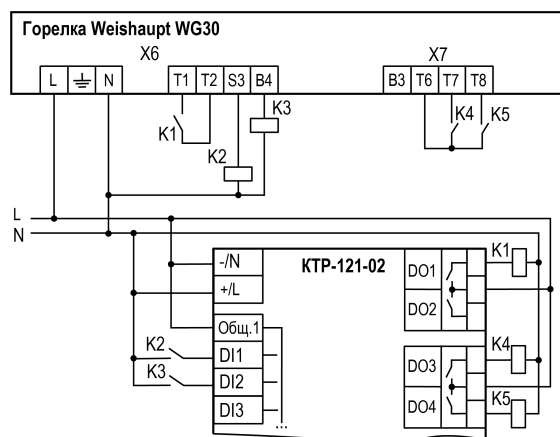 Горелка Weishaupt WG30
X6
X7
L N T1 T2 S3 B4
B3 T6 T7 T8
K1
K2
K3
K4
K5
L
N
-/N
+/L
КТР-121-02
DO1
DO2
K1
Общ.1
K2
DI1
K3
DI2
DI3
...
DO3
DO4
K4
K5